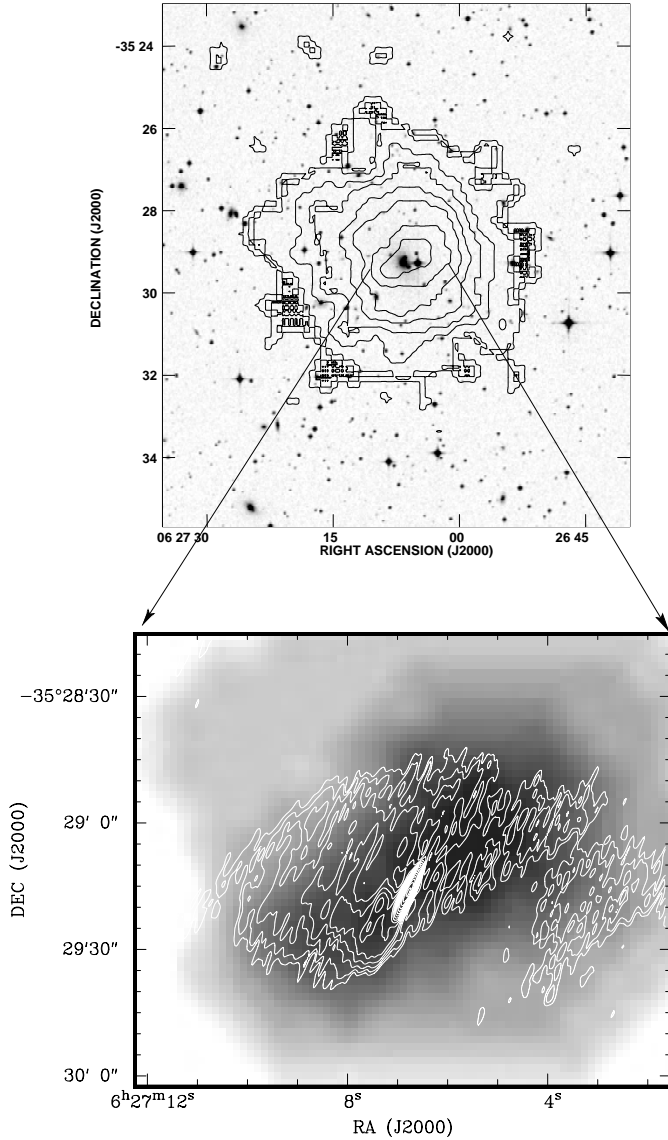 -35 24
26
28
30
32
34
DECLINATION (J2000)
06 27 30 15 00 26 45
RIGHT ASCENSION (J2000)
−35°28′30″
29′ 0″
29′30″
30′ 0″
DEC (J2000)
6ʰ27ᵐ12ˢ 8ˢ 4ˢ
RA (J2000)